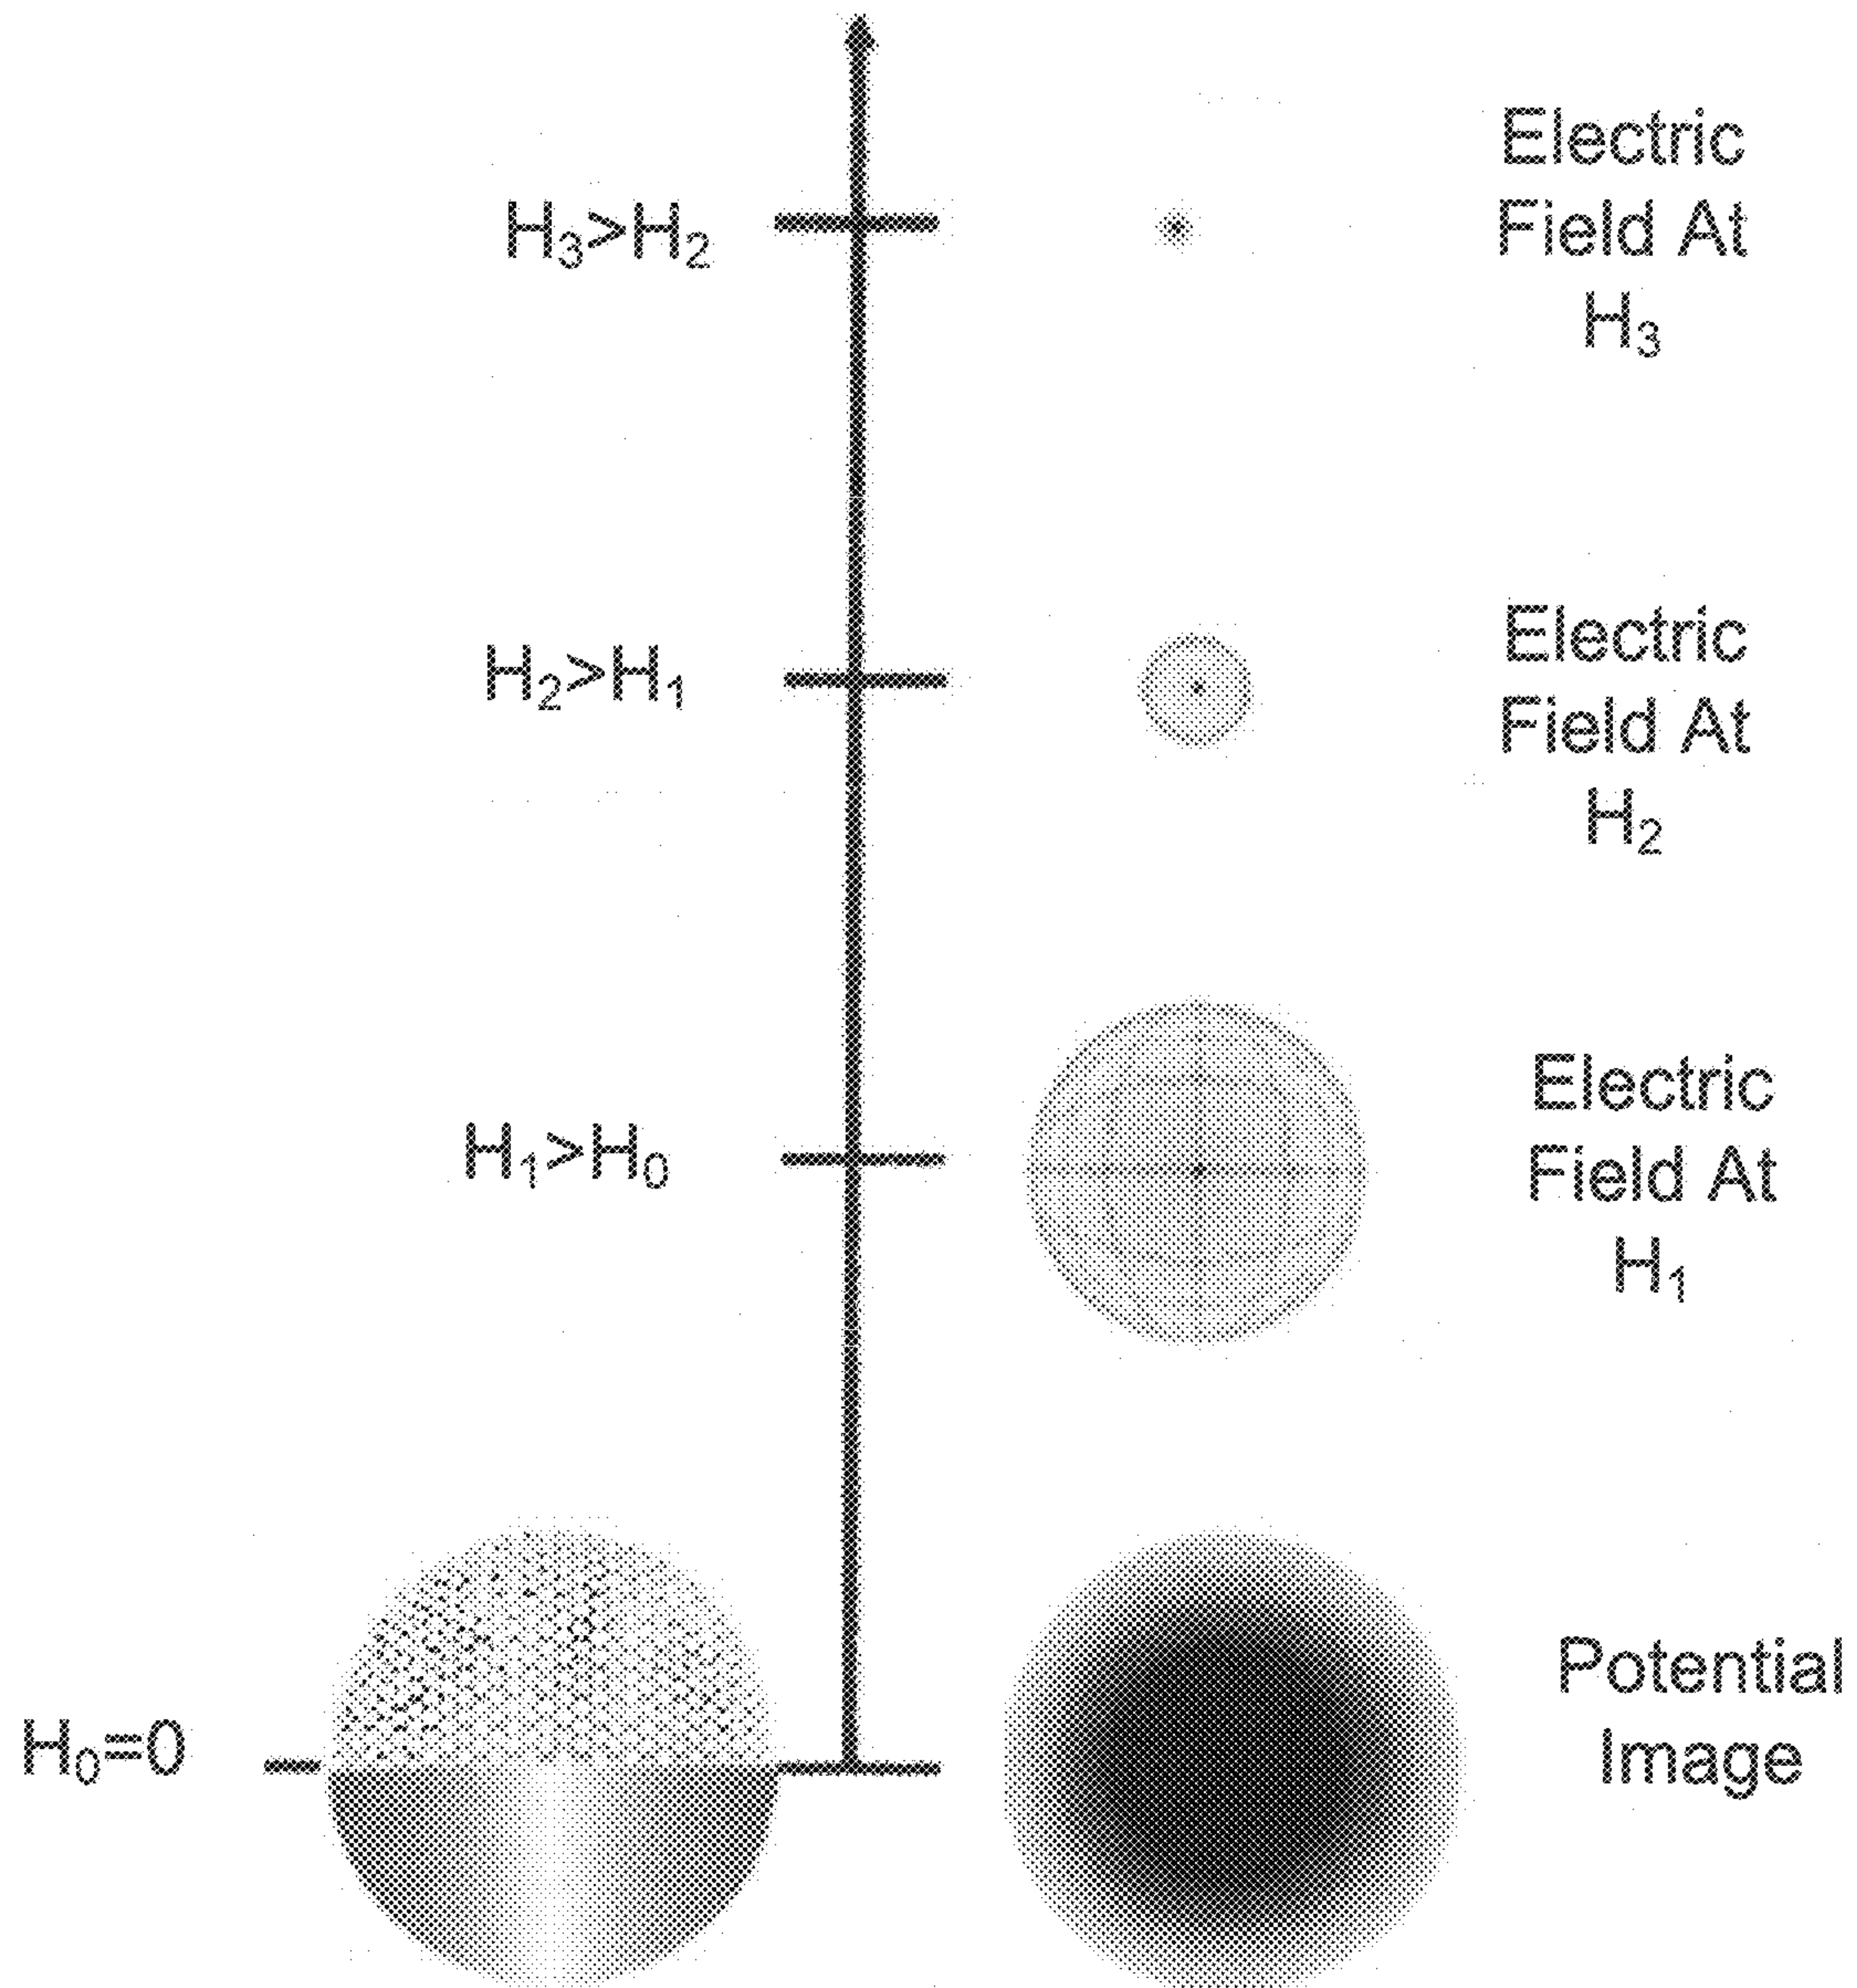 H₃>H₂
Electric
Field At
H₃
H₂>H₁
Electric
Field At
H₂
H₁>H₀
Electric
Field At
H₁
H₀=0
Potential
Image